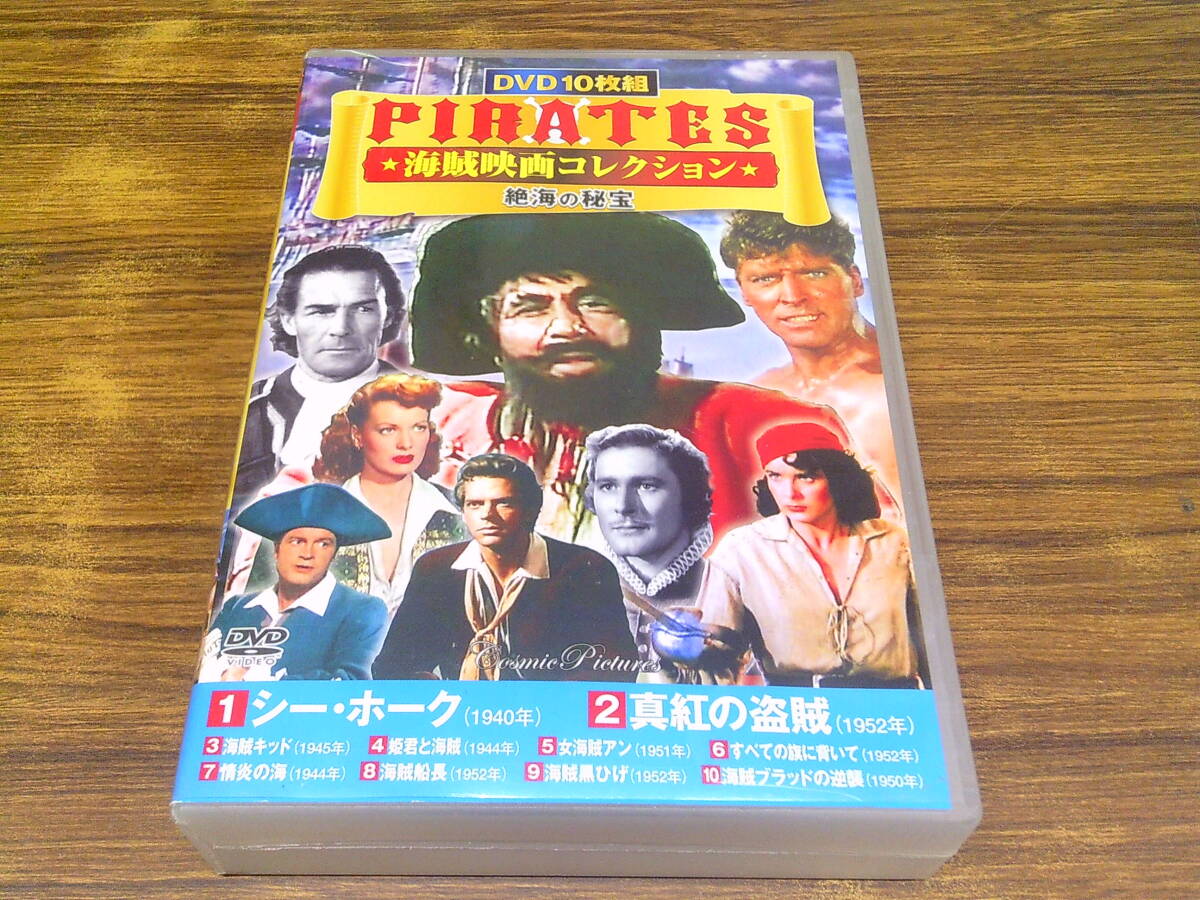 DVD10枚組
PIRATES
★海賊映画コレクション★
絶海の秘宝
DVD
VIDEO
Cosmic Pictures
1 シー・ホーク(1940年) 2 真紅の盗賊(1952年)
3 海賊キッド(1945年) 4 姫君と海賊(1944年) 5 女海賊アン(1951年) 6 すべての旗に背いて(1952年)
7 情炎の海(1944年) 8 海賊船長(1952年) 9 海賊黒ひげ(1952年) 10 海賊ブラッドの逆襲(1950年)